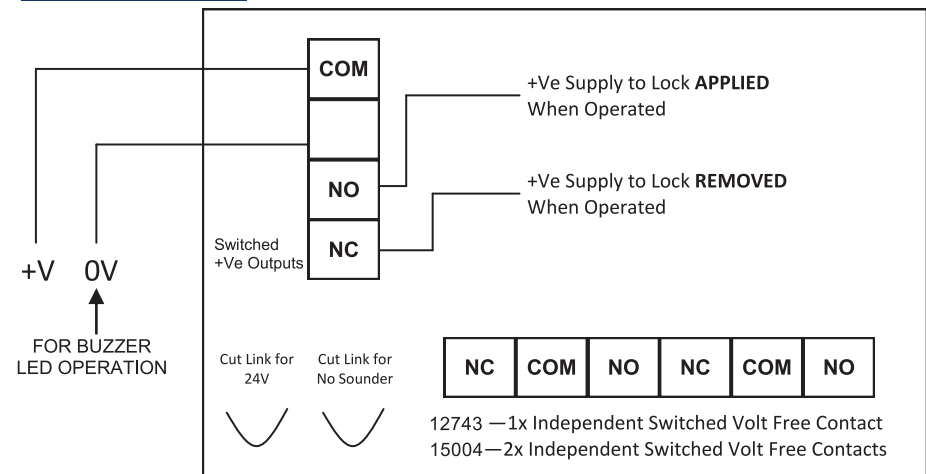 COM
+Ve Supply to Lock APPLIED
When Operated
NO
+Ve Supply to Lock REMOVED
When Operated
NC
Switched
+Ve Outputs
+V 0V
FOR BUZZER
LED OPERATION
Cut Link for
24V
Cut Link for
No Sounder
NC COM NO NC COM NO
12743 —1x Independent Switched Volt Free Contact
15004—2x Independent Switched Volt Free Contacts